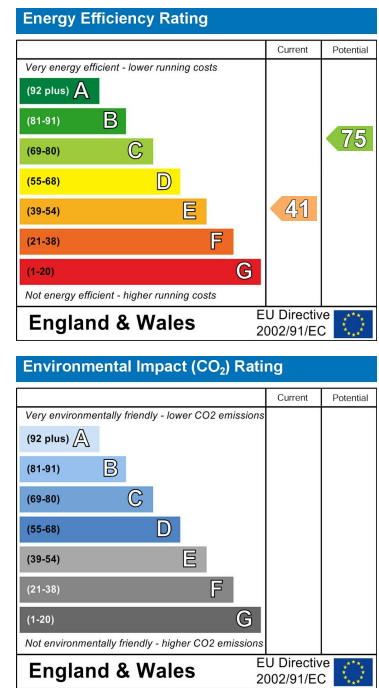 Energy Efficiency Rating
Current Potential
Very energy efficient - lower running costs
(92 plus) A
(81-91) B
(69-80) C
(55-68) D
(39-54) E
(21-38) F
(1-20) G
75
41
Not energy efficient - higher running costs
England & Wales
EU Directive
2002/91/EC
Environmental Impact (CO₂) Rating
Current Potential
Very environmentally friendly - lower CO2 emissions
(92 plus) A
(81-91) B
(69-80) C
(55-68) D
(39-54) E
(21-38) F
(1-20) G
Not environmentally friendly - higher CO2 emissions
England & Wales
EU Directive
2002/91/EC